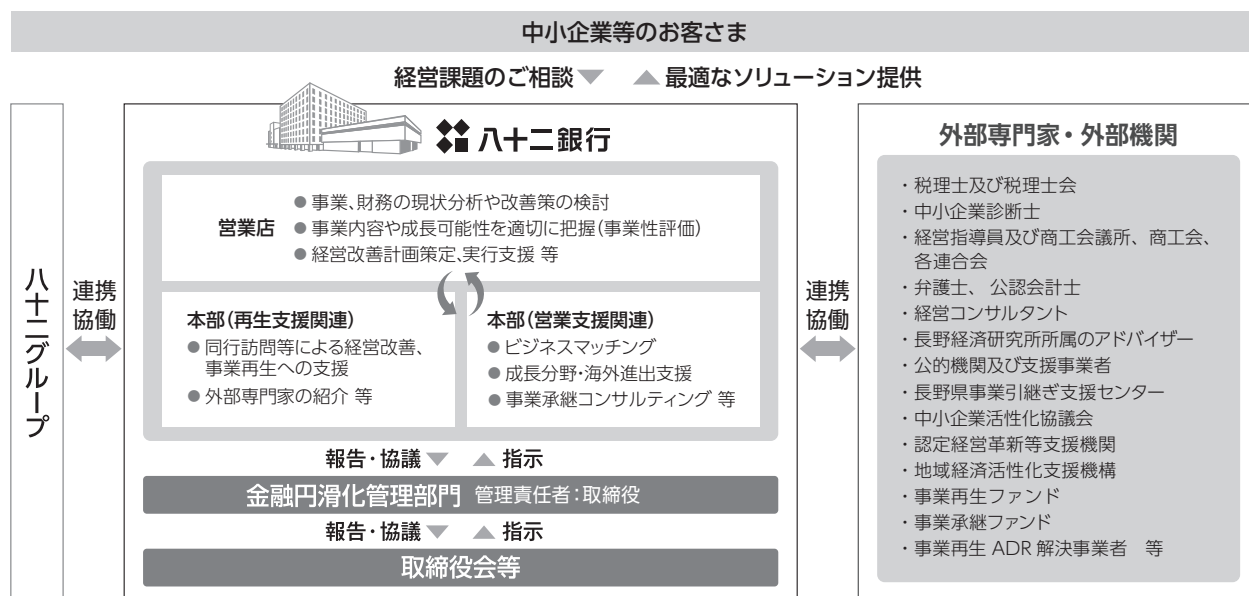 中小企業等のお客さま
経営課題のご相談▼ ▲最適なソリューション提供
八十二グループ
連携
協働
八十二銀行
営業店
● 事業、財務の現状分析や改善策の検討
● 事業内容や成長可能性を適切に把握(事業性評価)
● 経営改善計画策定、実行支援 等
本部(再生支援関連)
● 同行訪問等による経営改善、
事業再生への支援
● 外部専門家の紹介 等
本部(営業支援関連)
● ビジネスマッチング
● 成長分野・海外進出支援
● 事業承継コンサルティング 等
報告・協議▼ ▲指示
金融円滑化管理部門 管理責任者:取締役
報告・協議▼ ▲指示
取締役会等
連携
協働
外部専門家・外部機関
・税理士及び税理士会
・中小企業診断士
・経営指導員及び商工会議所、商工会、
各連合会
・弁護士、 公認会計士
・経営コンサルタント
・長野経済研究所所属のアドバイザー
・公的機関及び支援事業者
・長野県事業引継ぎ支援センター
・中小企業活性化協議会
・認定経営革新等支援機関
・地域経済活性化支援機構
・事業再生ファンド
・事業承継ファンド
・事業再生 ADR 解決事業者 等